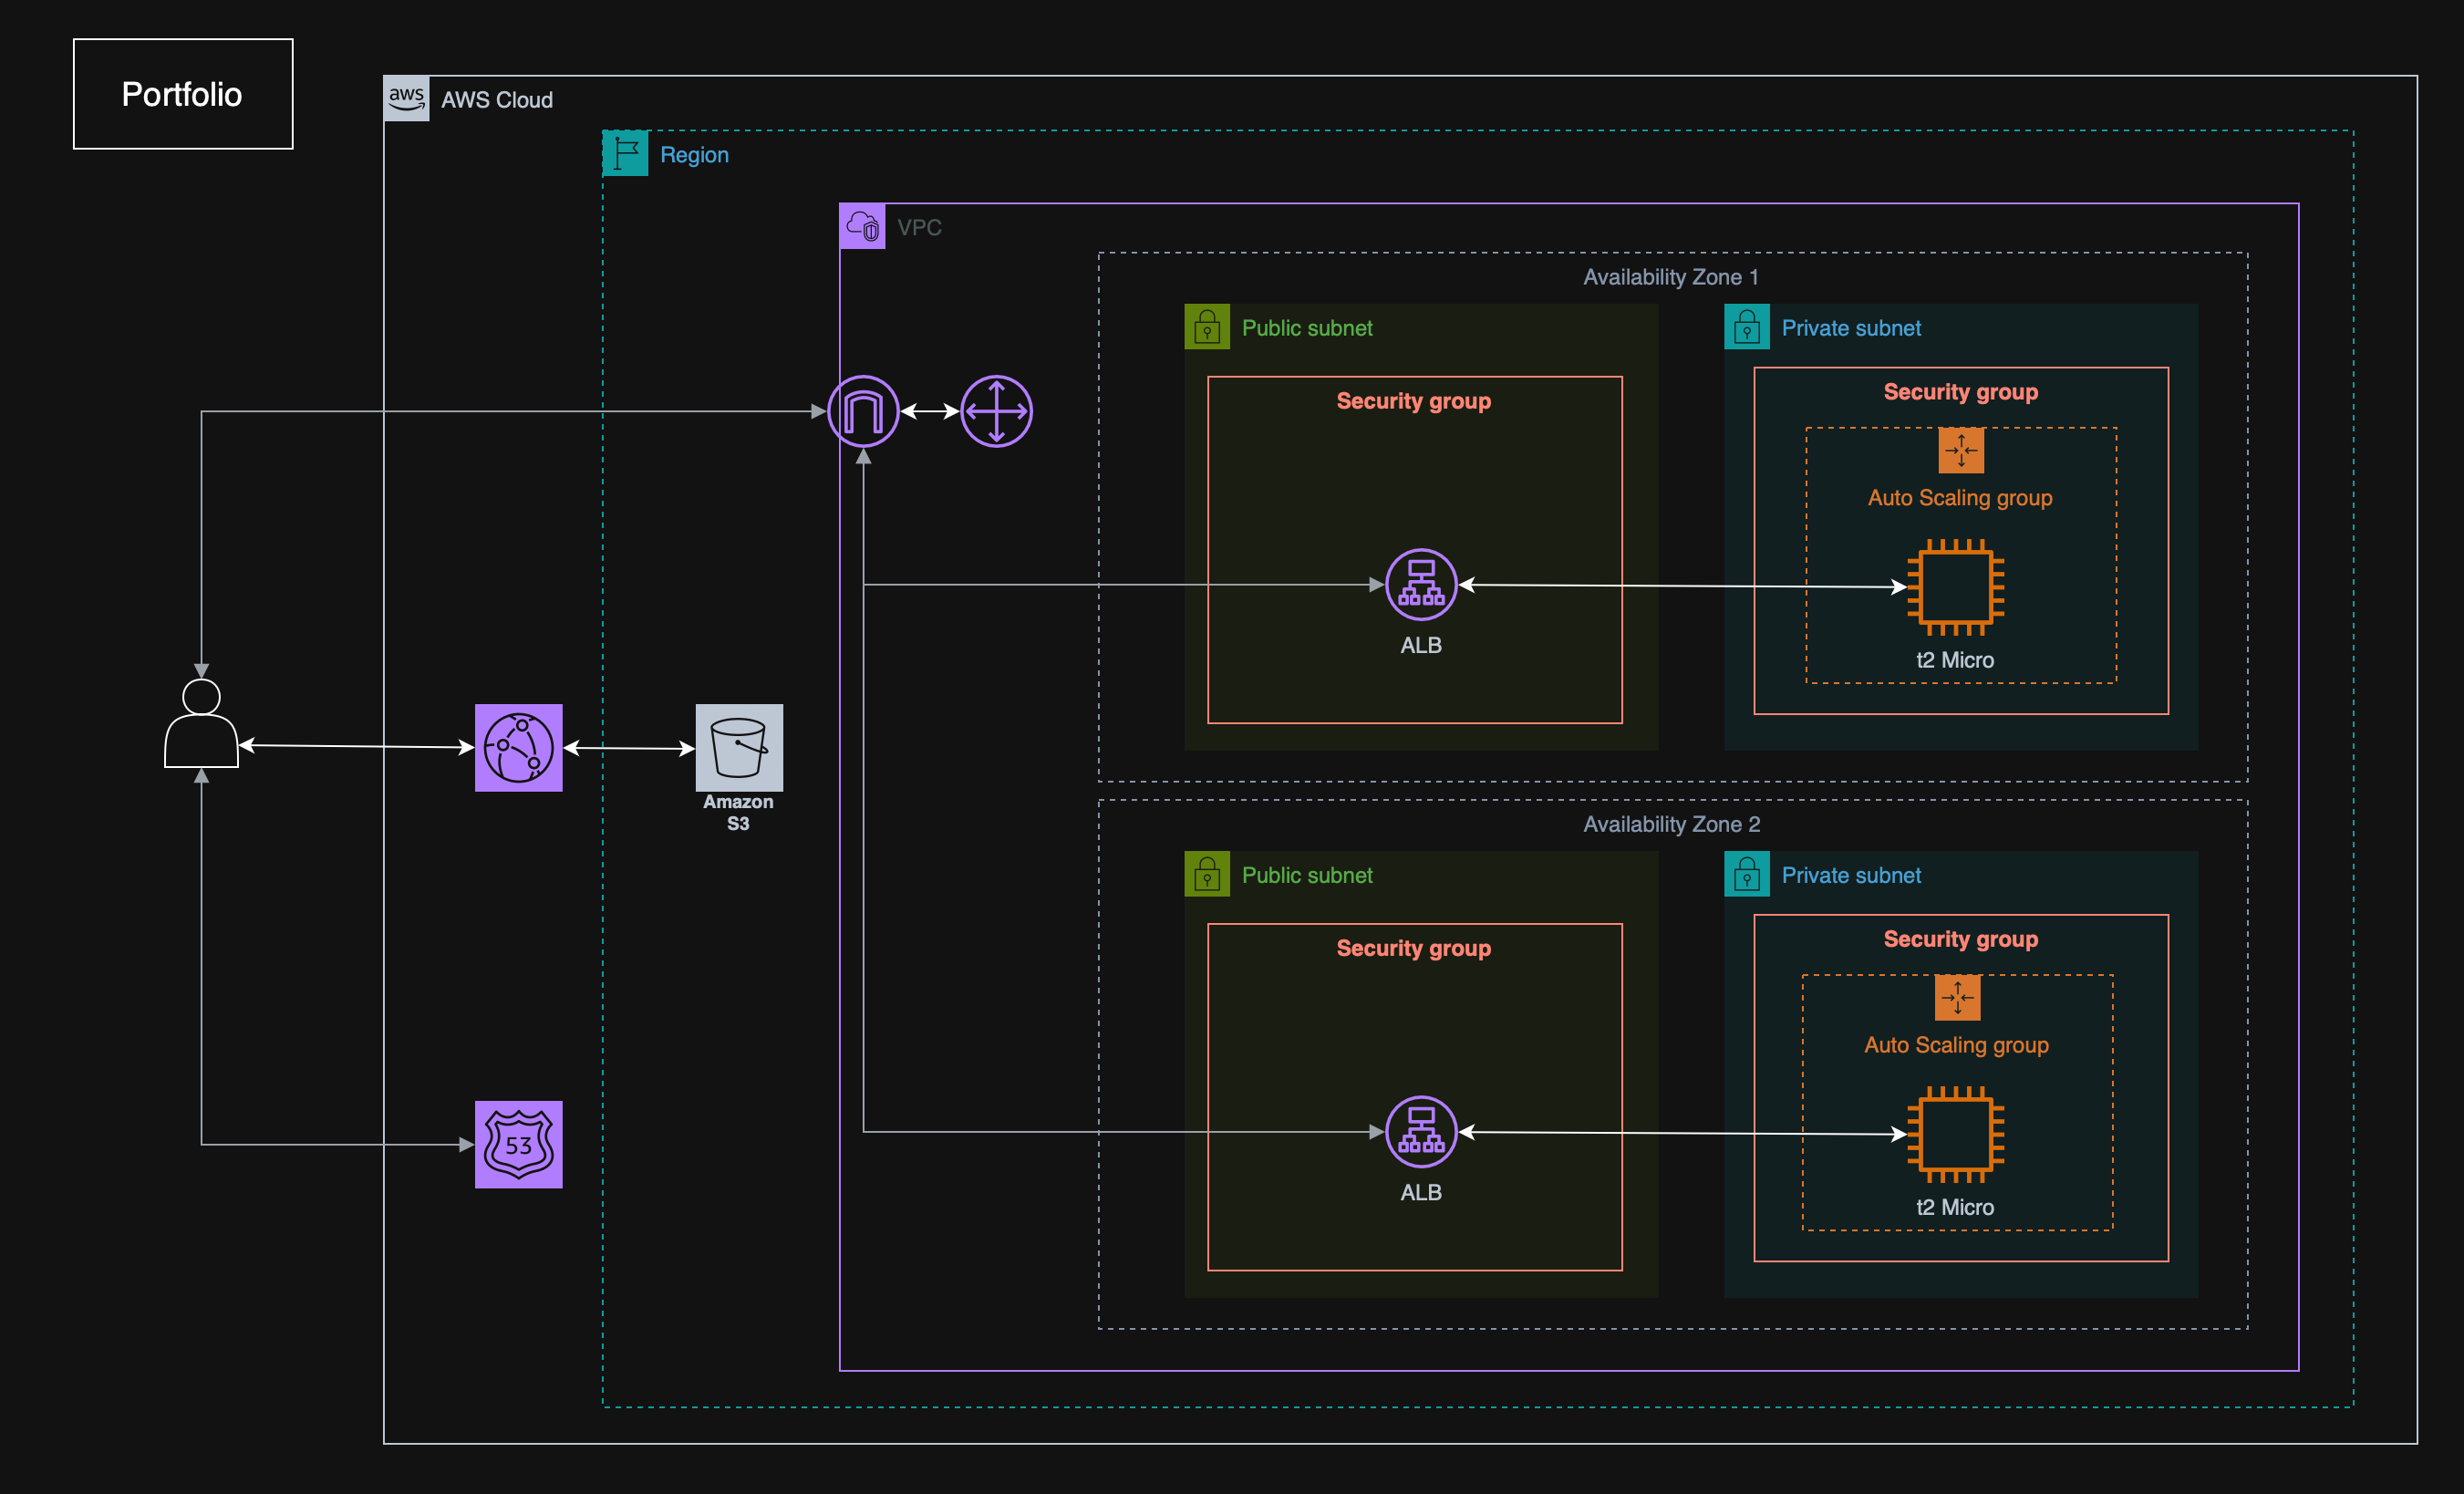 Portfolio
aws
AWS Cloud
Region
VPC
Availability Zone 1
Public subnet
Private subnet
Security group
Security group
Auto Scaling group
ALB
t2 Micro
Amazon
S3
Availability Zone 2
Public subnet
Private subnet
Security group
Security group
Auto Scaling group
53
ALB
t2 Micro